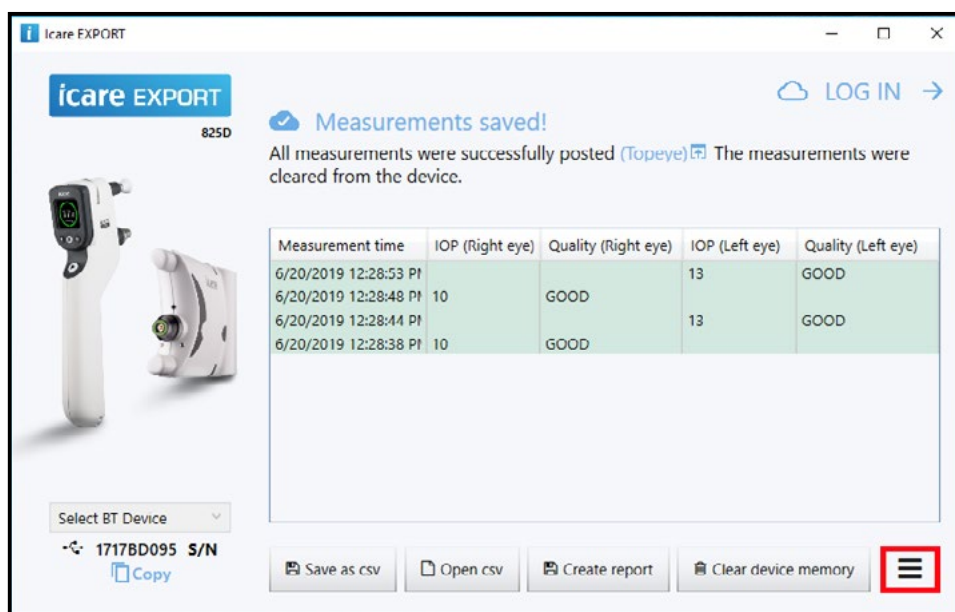 Icare EXPORT
icare EXPORT
825D
LOG IN
Measurements saved!
All measurements were successfully posted (Topeye) The measurements were
cleared from the device.
Measurement time IOP (Right eye) Quality (Right eye) IOP (Left eye) Quality (Left eye)
6/20/2019 12:28:53 PM 13 GOOD
6/20/2019 12:28:48 PM 10 GOOD
6/20/2019 12:28:44 PM 13 GOOD
6/20/2019 12:28:38 PM 10 GOOD
Select BT Device
1717BD095 S/N
Copy
Save as csv Open csv Create report Clear device memory